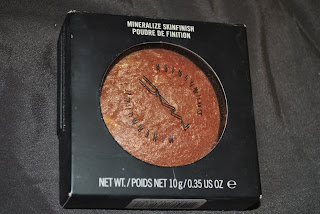 MINERALIZE SKINFINISH
POUDRE DE FINITION
NET WT. / POIDS NET 10 g / 0.35 US OZ ℮